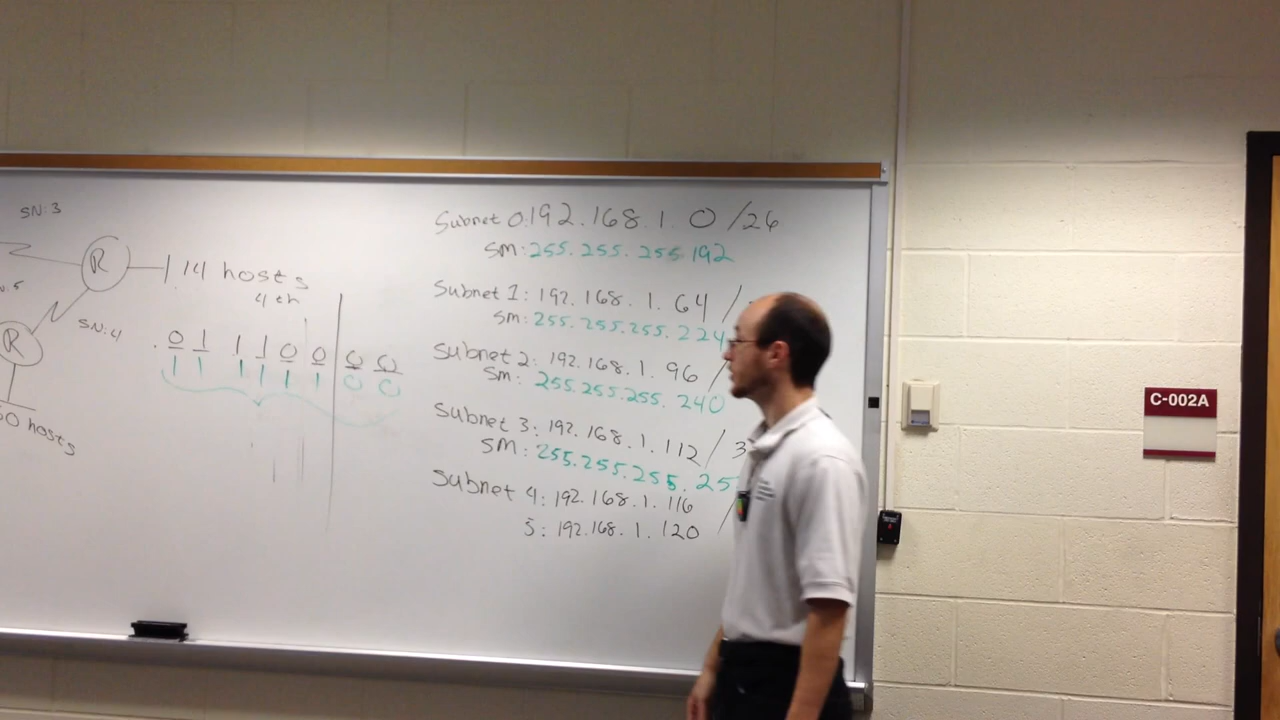 SN:3
R
14 hosts
4th
SN:4
R
0 1 1 1 0 0 0 0
1 1 1 1 1 1 0 0
hosts
Subnet 0:192.168.1. 0 /26
SM:255.255.255.192
Subnet 1: 192.168.1.64 /
SM:255.255.255.224
Subnet 2: 192.168.1.96 /
SM: 255.255.255.240
Subnet 3: 192.168.1.112 / 3
SM: 255.255.255.25
Subnet 4: 192.168.1.116
5: 192.168.1.120 /
C-002A